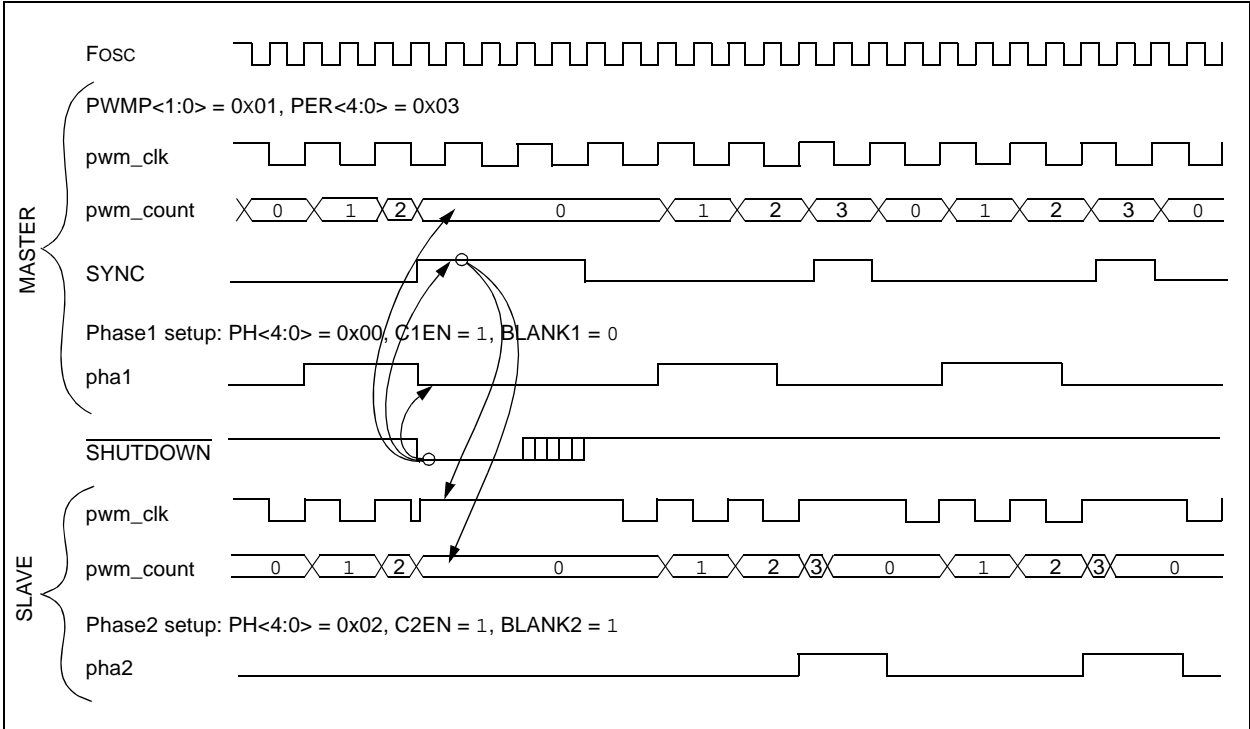 FOSC
MASTER
PWMP<1:0> = 0x01, PER<4:0> = 0x03
pwm_clk
pwm_count 0 1 2 0 1 2 3 0 1 2 3 0
SYNC
Phase1 setup: PH<4:0> = 0x00, C1EN = 1, BLANK1 = 0
pha1
SHUTDOWN
SLAVE
pwm_clk
pwm_count 0 1 2 0 1 2 3 0 1 2 3 0
Phase2 setup: PH<4:0> = 0x02, C2EN = 1, BLANK2 = 1
pha2